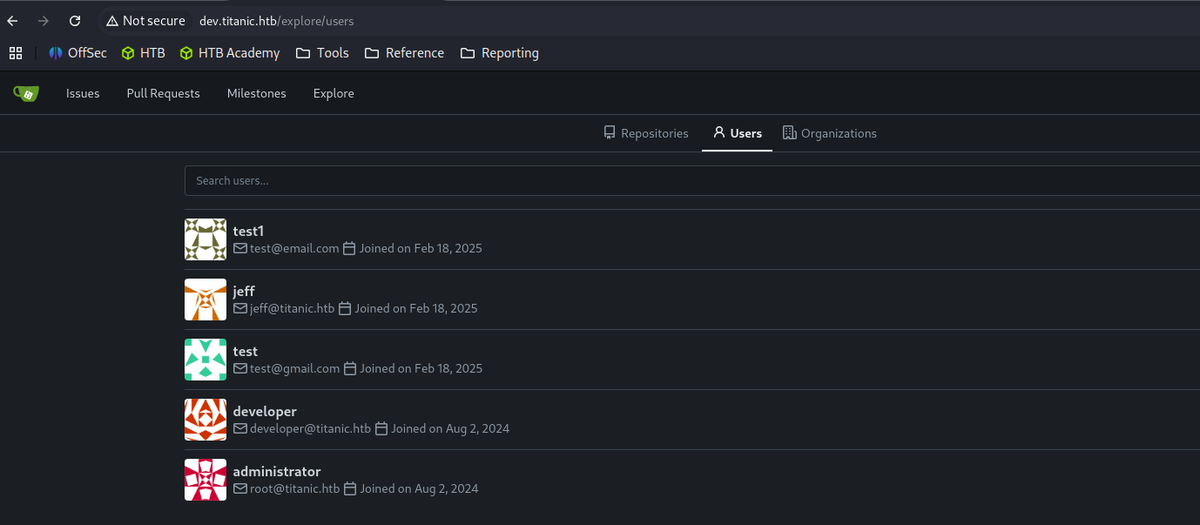 Not secure dev.titanic.htb/explore/users
OffSec HTB HTB Academy Tools Reference Reporting
Issues Pull Requests Milestones Explore
Repositories Users Organizations
Search users...
test1
test@email.com Joined on Feb 18, 2025
jeff
jeff@titanic.htb Joined on Feb 18, 2025
test
test@gmail.com Joined on Feb 18, 2025
developer
developer@titanic.htb Joined on Aug 2, 2024
administrator
root@titanic.htb Joined on Aug 2, 2024